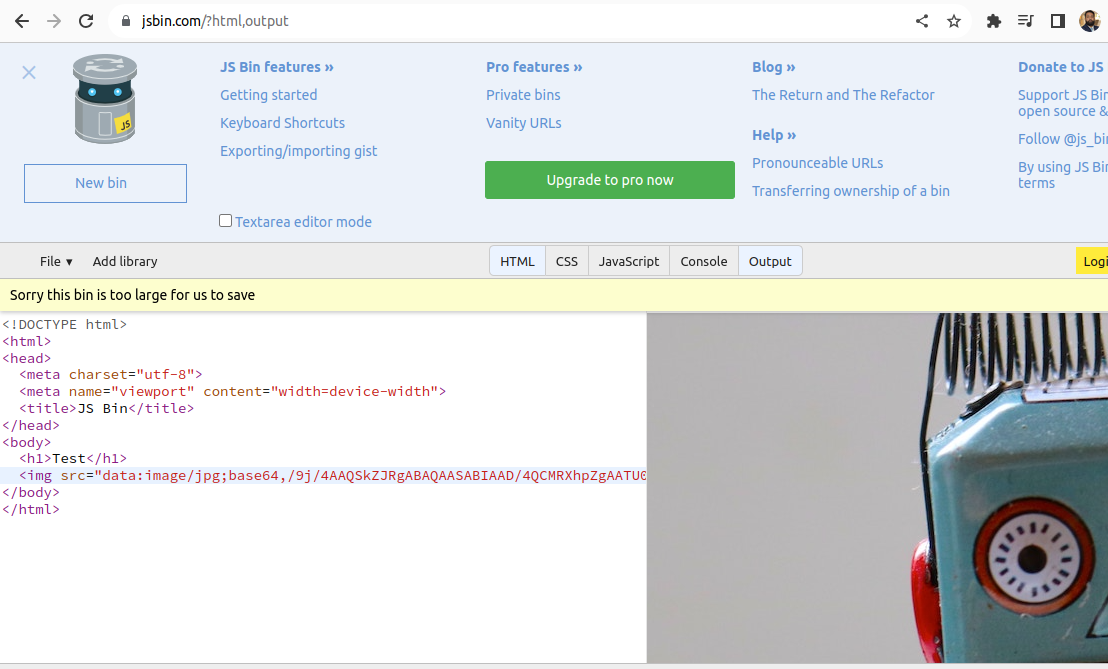 jsbin.com/?html,output
JS Bin features »
Getting started
Keyboard Shortcuts
Exporting/importing gist
Textarea editor mode
Pro features »
Private bins
Vanity URLs
Upgrade to pro now
Blog »
The Return and The Refactor
Help »
Pronounceable URLs
Transferring ownership of a bin
Donate to JS
Support JS Bin
open source &
Follow @js_bin
By using JS Bin
terms
JS
New bin
File ▾ Add library HTML CSS JavaScript Console Output Logi
Sorry this bin is too large for us to save
<!DOCTYPE html>
<html>
<head>
  <meta charset="utf-8">
  <meta name="viewport" content="width=device-width">
  <title>JS Bin</title>
</head>
<body>
  <h1>Test</h1>
  <img src="data:image/jpg;base64,/9j/4AAQSkZJRgABAQAASABIAAD/4QCMRXhpZgAATU0
</body>
</html>